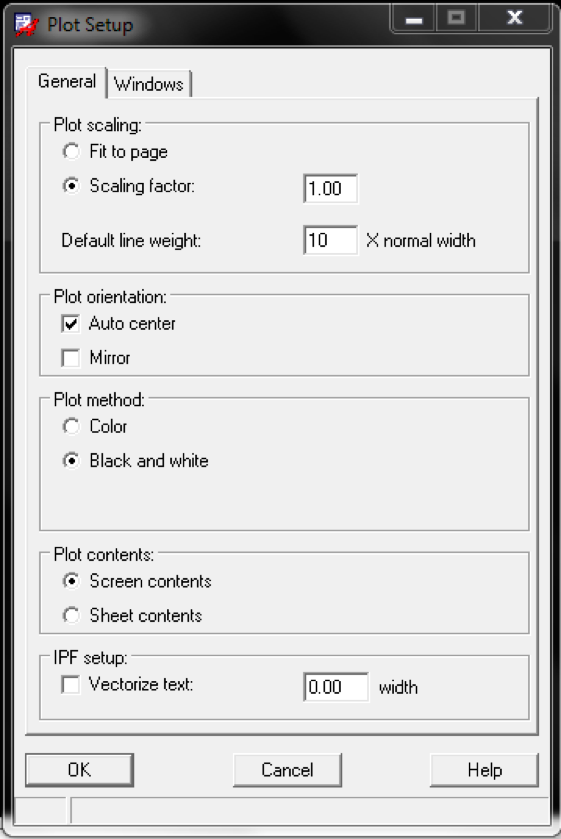 Plot Setup
General Windows
Plot scaling:
Fit to page
Scaling factor: 1.00
Default line weight: 10 X normal width
Plot orientation:
Auto center
Mirror
Plot method:
Color
Black and white
Plot contents:
Screen contents
Sheet contents
IPF setup:
Vectorize text: 0.00 width
OK Cancel Help